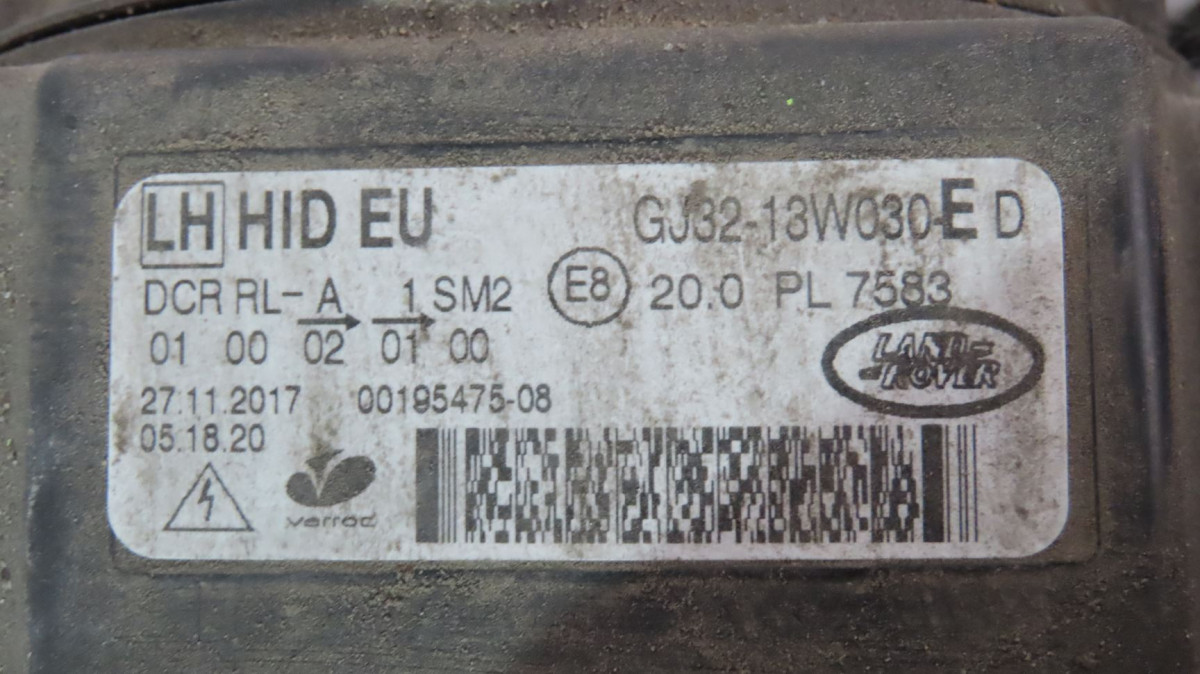 LH HID EU GJ32-13W030-E D
DCR RL- A 1 SM2 E8 20.0 PL 7583
01 00 02 01 00
LAND-
-ROVER
27.11.2017 00195475-08
05.18.20
varroc